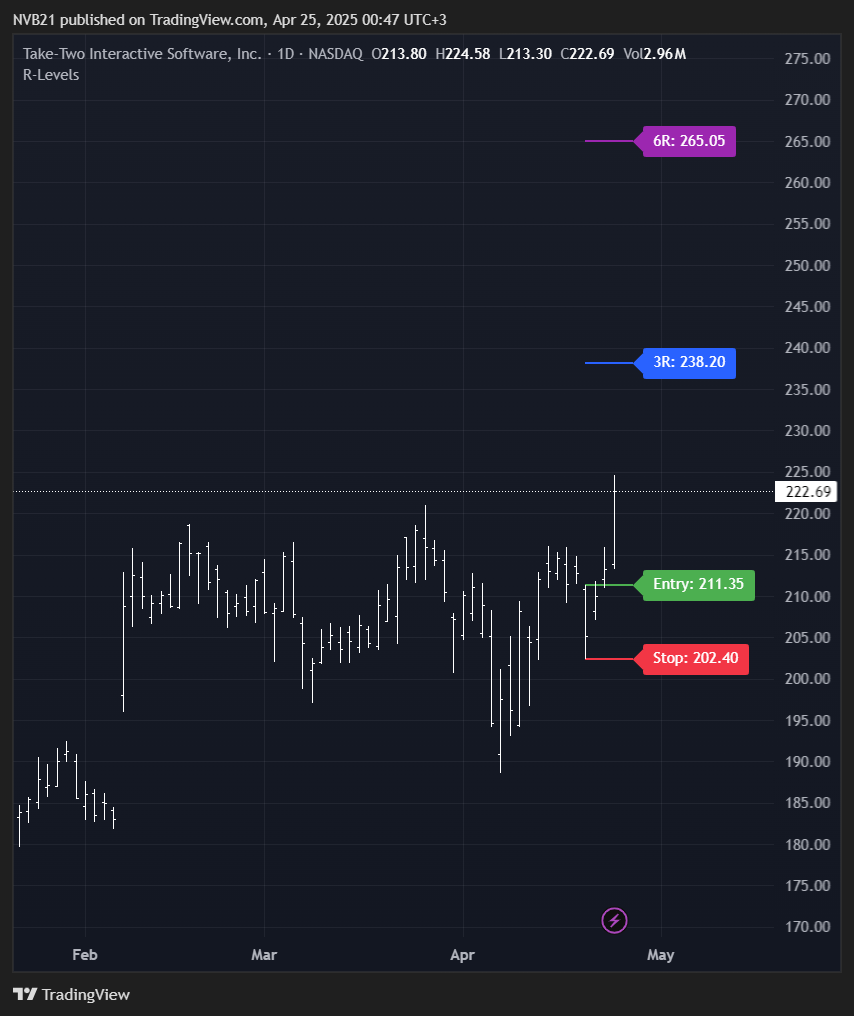 NVB21 published on TradingView.com, Apr 25, 2025 00:47 UTC+3
Take-Two Interactive Software, Inc. · 1D · NASDAQ O213.80 H224.58 L213.30 C222.69 Vol2.96M
R-Levels
275.00
270.00
6R: 265.05
265.00
260.00
255.00
250.00
245.00
240.00
3R: 238.20
235.00
230.00
225.00
222.69
220.00
215.00
Entry: 211.35
210.00
205.00
Stop: 202.40
200.00
195.00
190.00
185.00
180.00
175.00
170.00
Feb Mar Apr May
TradingView